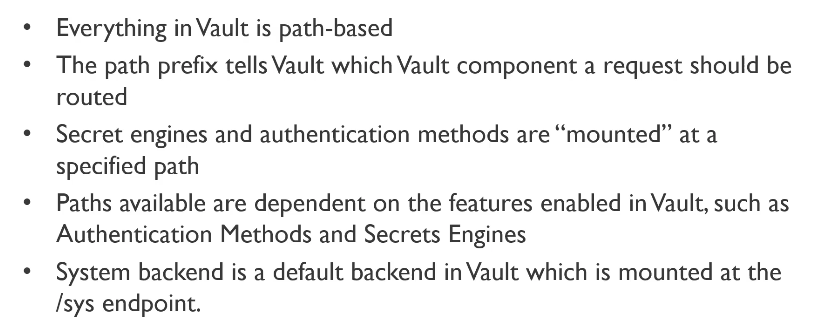 • Everything in Vault is path-based
• The path prefix tells Vault which Vault component a request should be
routed
• Secret engines and authentication methods are “mounted” at a
specified path
• Paths available are dependent on the features enabled in Vault, such as
Authentication Methods and Secrets Engines
• System backend is a default backend in Vault which is mounted at the
/sys endpoint.